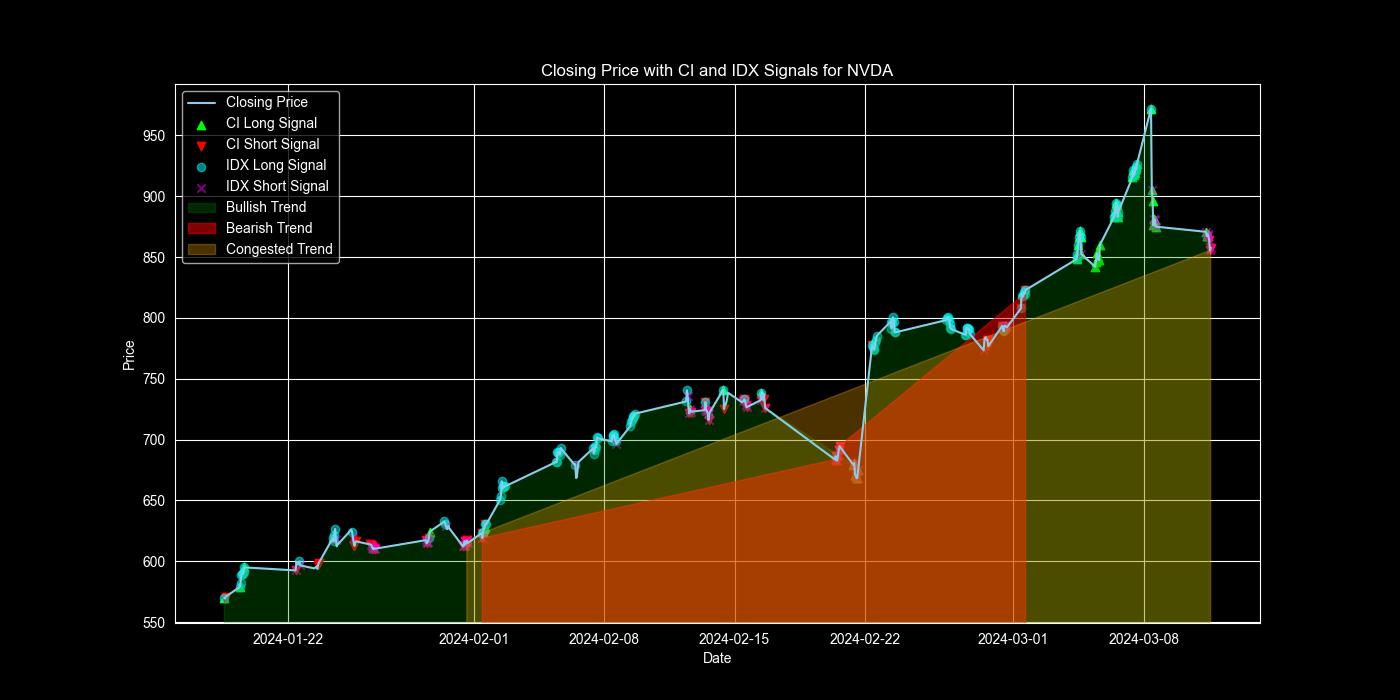 Closing Price with CI and IDX Signals for NVDA
Closing Price
CI Long Signal
CI Short Signal
IDX Long Signal
IDX Short Signal
Bullish Trend
Bearish Trend
Congested Trend
Price
950
900
850
800
750
700
650
600
550
2024-01-22 2024-02-01 2024-02-08 2024-02-15 2024-02-22 2024-03-01 2024-03-08
Date